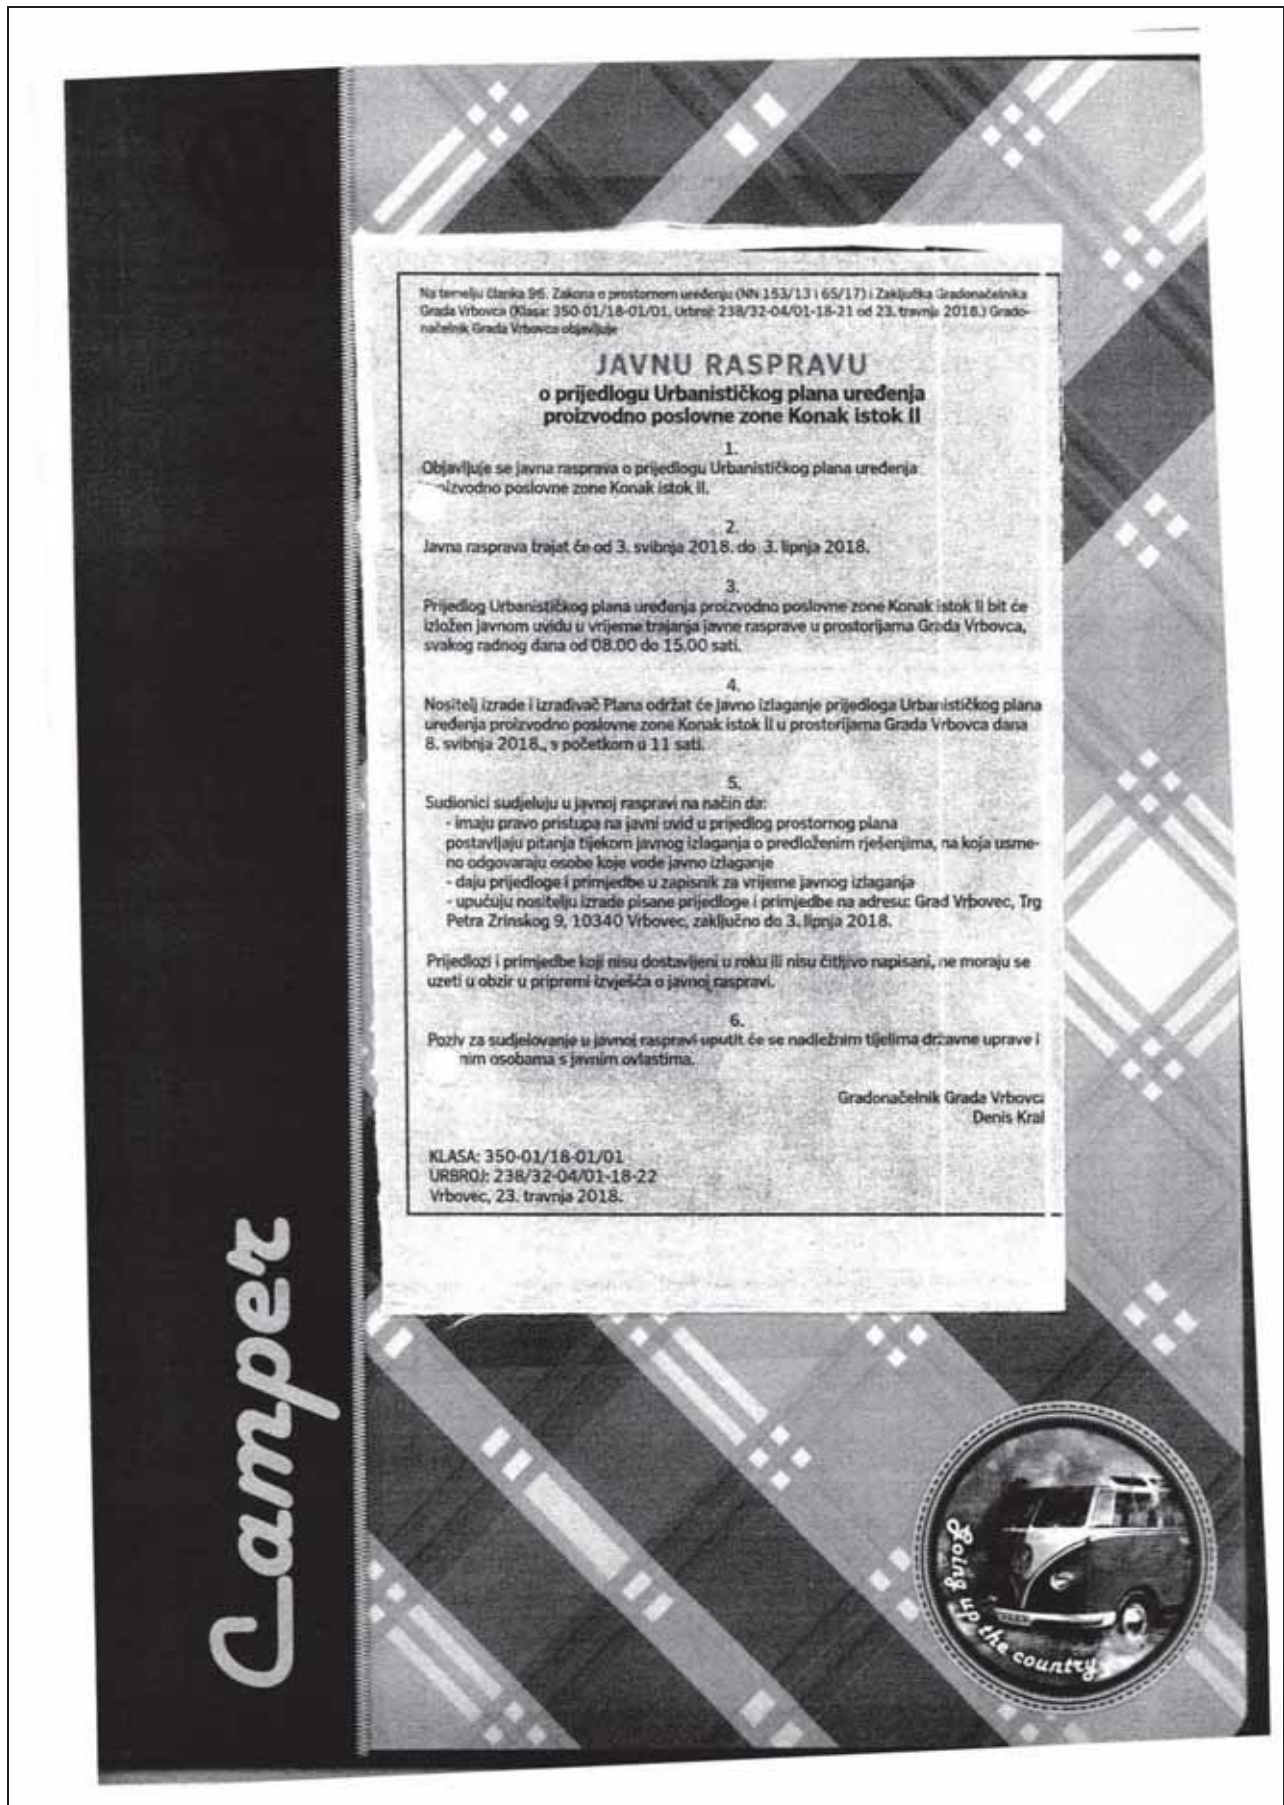 Na temelju članka 96. Zakona o prostornom uređenju (NN 153/13 i 65/17) i Zaključka Gradonačelnika
Grada Vrbovca (Klasa: 350-01/18-01/01, Urbroj: 238/32-04/01-18-21 od 23. travnja 2018.) Grado-
načelnik Grada Vrbovca objavljuje
JAVNU RASPRAVU
o prijedlogu Urbanističkog plana uređenja
proizvodno poslovne zone Konak istok II
1.
Objavljuje se javna rasprava o prijedlogu Urbanističkog plana uređenja
poslovne zone Konak istok II.
2.
Javna rasprava trajat će od 3. svibnja 2018. do 3. lipnja 2018.
3.
Prijedlog Urbanističkog plana uređenja proizvodno poslovne zone Konak istok II bit će
izložen javnom uvidu u vrijeme trajanja javne rasprave u prostorijama Grada Vrbovca,
svakog radnog dana od 08.00 do 15.00 sati.
4.
Nositelj izrade i izrađivač Plana održat će javno izlaganje prijedloga Urbanističkog plana
uređenja proizvodno poslovne zone Konak istok II u prostorijama Grada Vrbovca dana
8. svibnja 2018., s početkom u 11 sati.
5.
Sudionici sudjeluju u javnoj raspravi na način da:
- imaju pravo pristupa na javni uvid u prijedlog prostornog plana
postavljaju pitanja tijekom javnog izlaganja o predloženim rješenjima, na koja usme-
no odgovaraju osobe koje vode javno izlaganje
- daju prijedloge i primjedbe u zapisnik za vrijeme javnog izlaganja
- upućuju nositelju izrade pisane prijedloge i primjedbe na adresu: Grad Vrbovec, Trg
Petra Zrinskog 9, 10340 Vrbovec, zaključno do 3. lipnja 2018.
Prijedlozi i primjedbe koji nisu dostavljeni u roku ili nisu čitljivo napisani, ne moraju se
uzeti u obzir u pripremi izvješća o javnoj raspravi.
6.
Poziv za sudjelovanje u javnoj raspravi uputit će se nadležnim tijelima državne uprave i
nim osobama s javnim ovlastima.
Gradonačelnik Grada Vrbovca
Denis Kralj
KLASA: 350-01/18-01/01
URBROJ: 238/32-04/01-18-22
Vrbovec, 23. travnja 2018.
Camper
Going up the country